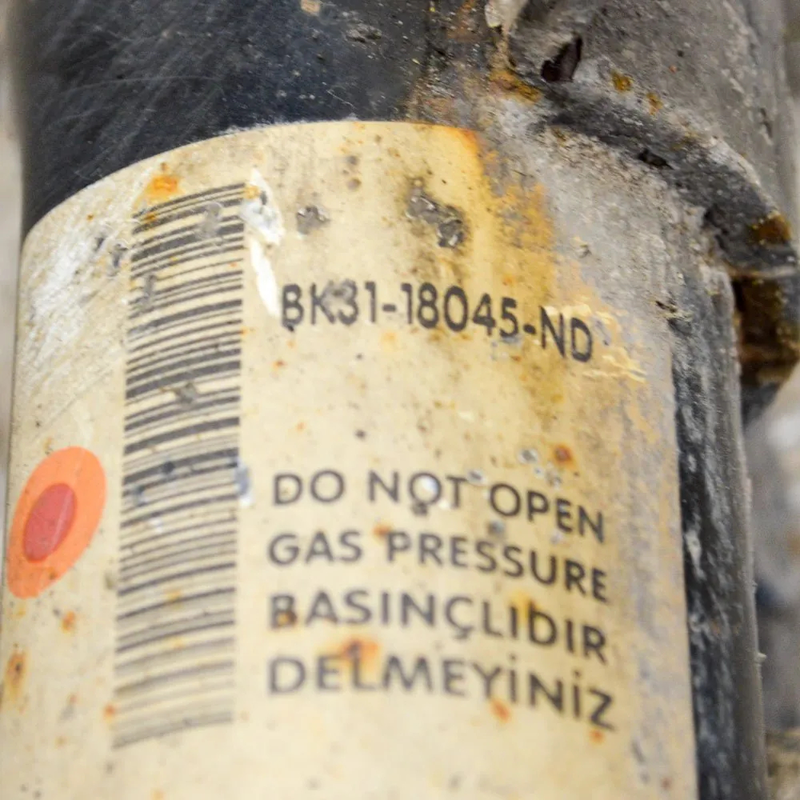 BK31-18045-ND
DO NOT OPEN
GAS PRESSURE
BASINÇLIDIR
DELMEYİNİZ